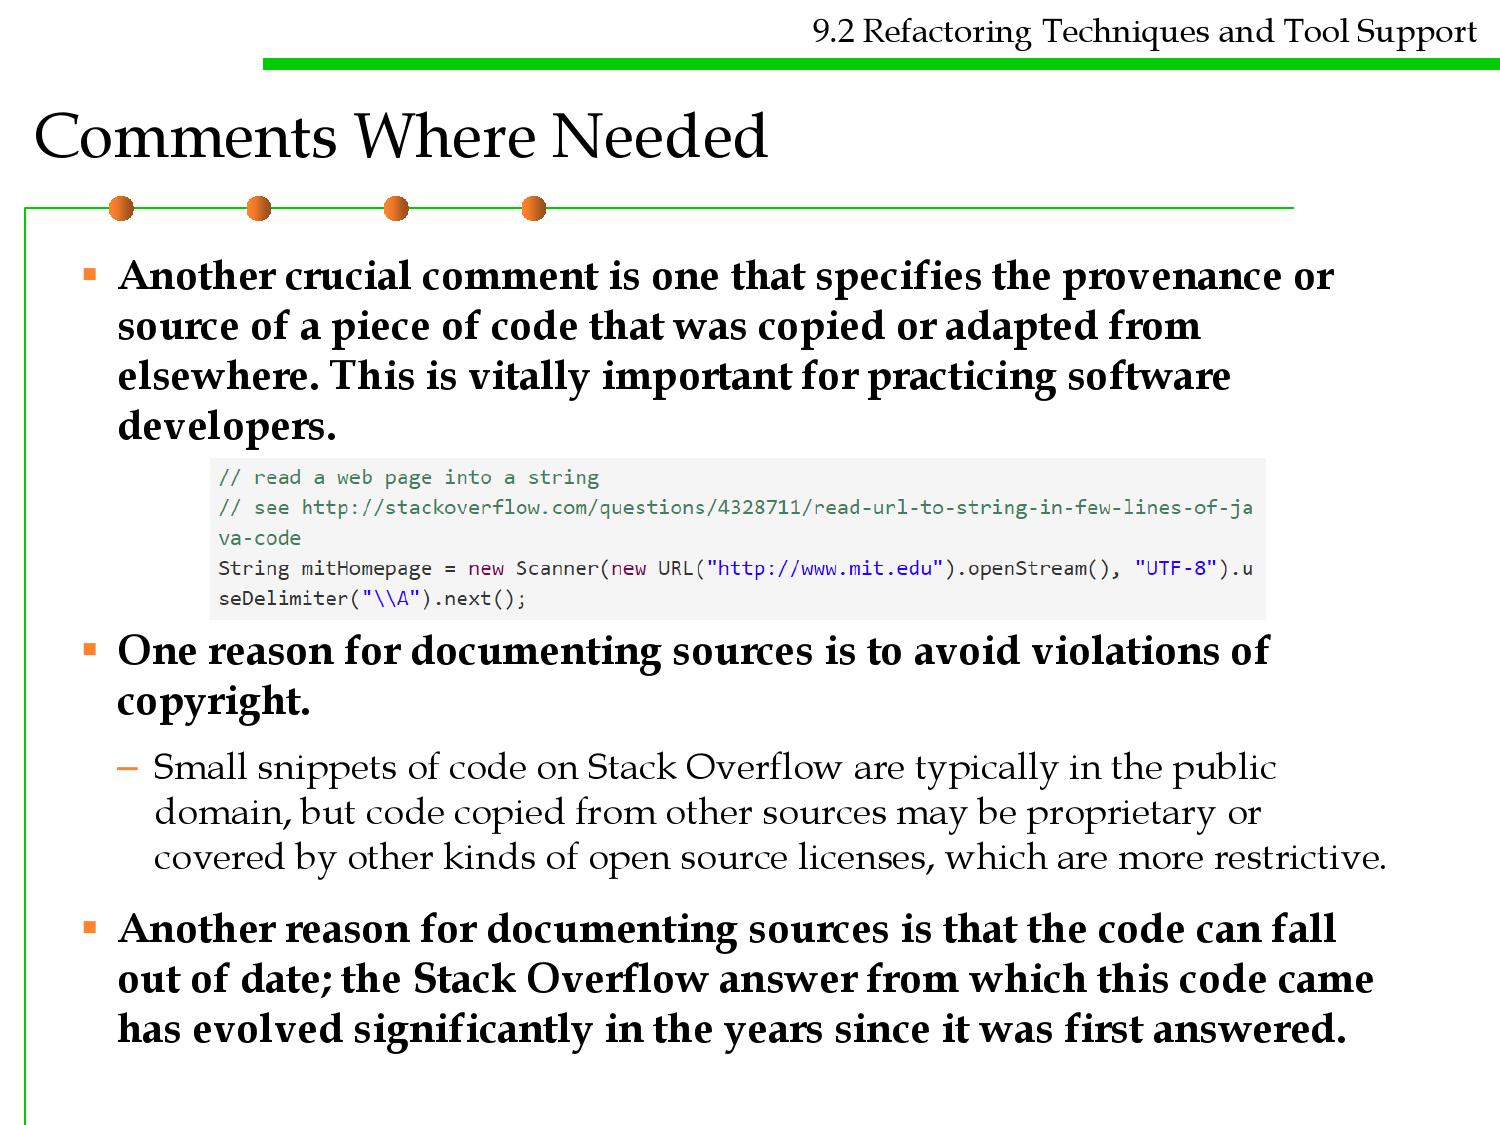 9.2 Refactoring Techniques and Tool Support
Comments Where Needed
Another crucial comment is one that specifies the provenance or
source of a piece of code that was copied or adapted from
elsewhere. This is vitally important for practicing software
developers.
// read a web page into a string
// see http://stackoverflow.com/questions/4328711/read-url-to-string-in-few-lines-of-ja
va-code
String mitHomepage = new Scanner(new URL("http://www.mit.edu").openStream(), "UTF-8").u
seDelimiter("\\A").next();
One reason for documenting sources is to avoid violations of
copyright.
– Small snippets of code on Stack Overflow are typically in the public
domain, but code copied from other sources may be proprietary or
covered by other kinds of open source licenses, which are more restrictive.
Another reason for documenting sources is that the code can fall
out of date; the Stack Overflow answer from which this code came
has evolved significantly in the years since it was first answered.